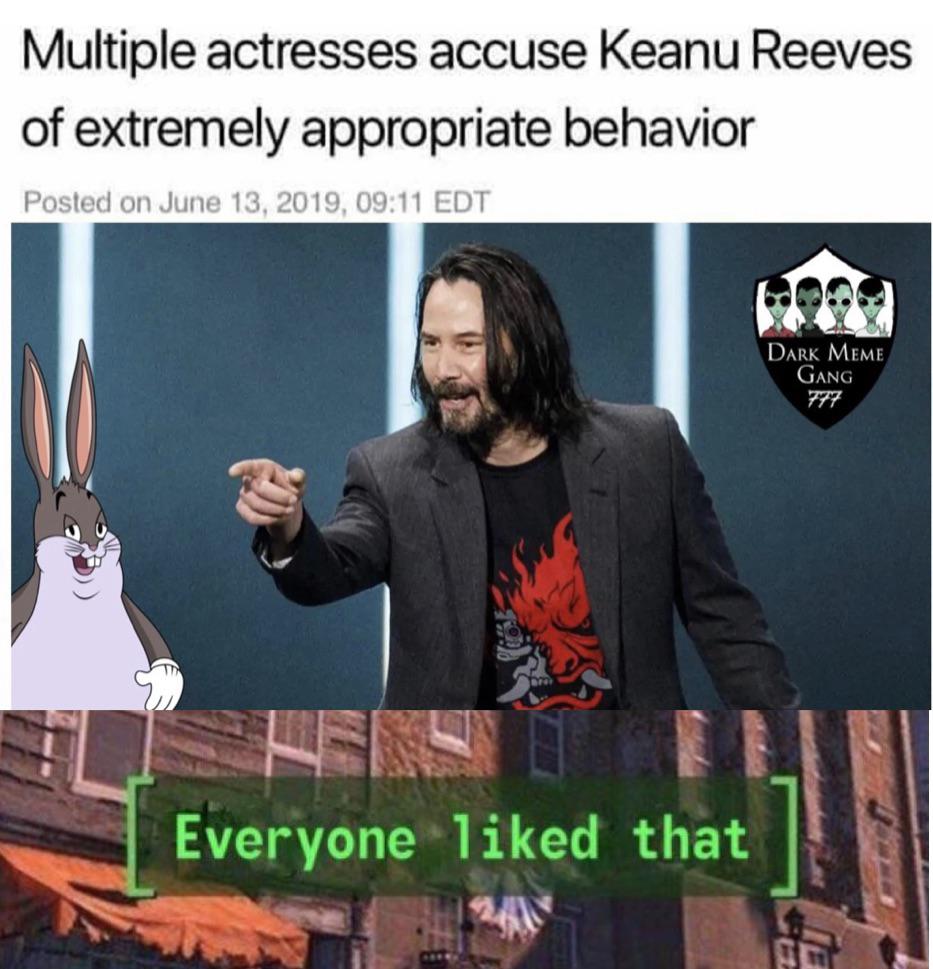 Multiple actresses accuse Keanu Reeves
of extremely appropriate behavior
Posted on June 13, 2019, 09:11 EDT
DARK MEME
GANG
777
[Everyone liked that]